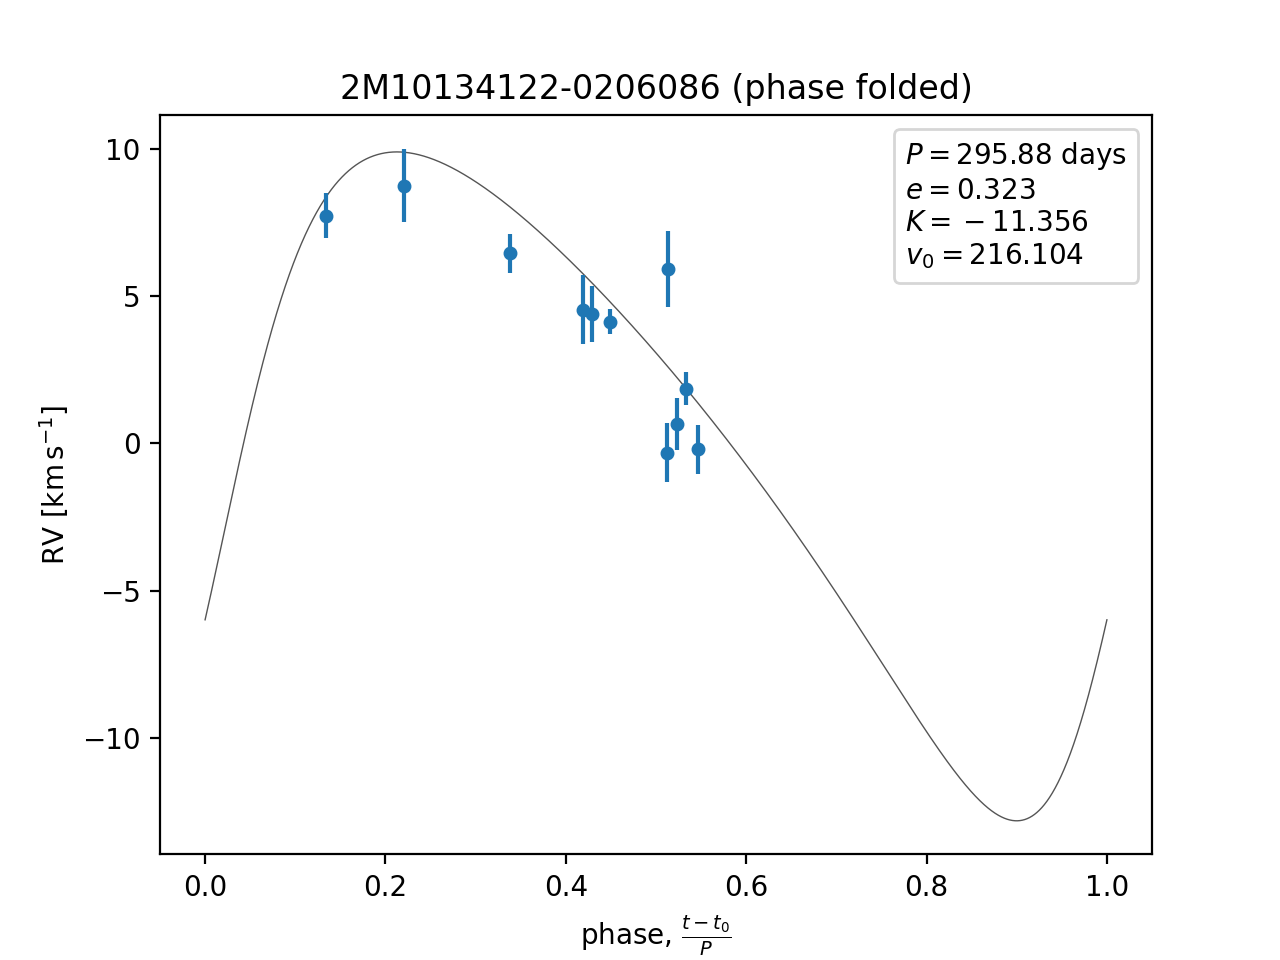 2M10134122-0206086 (phase folded)
P = 295.88 days
e = 0.323
K = −11.356
v₀ = 216.104
10
5
0
−5
−10
RV [km s⁻¹]
0.0 0.2 0.4 0.6 0.8 1.0
phase, (t − t₀)/P